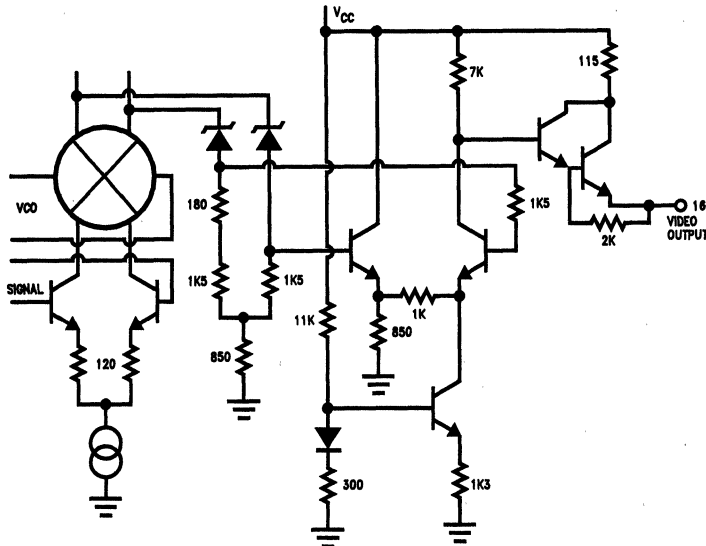 VCC
7K
115
VCO
180
1K5
16
VIDEO
OUTPUT
2K
SIGNAL
1K5
1K5
11K
1K
850
850
120
300
1K3